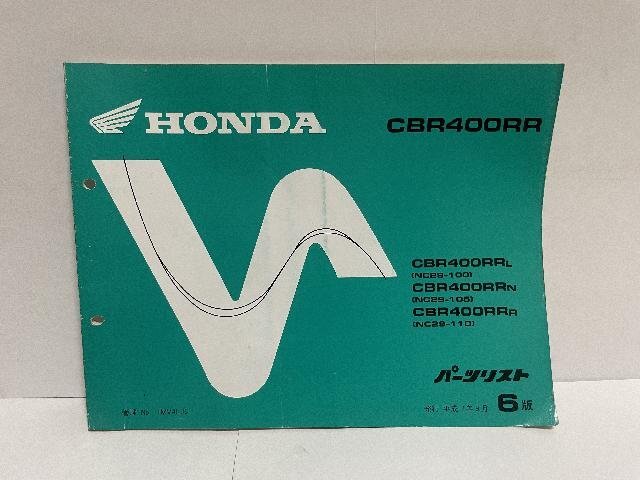 HONDA
CBR400RR
CBR400RRL
(NC29-100)
CBR400RRN
(NC29-105)
CBR400RRR
(NC29-110)
パーツリスト
6版